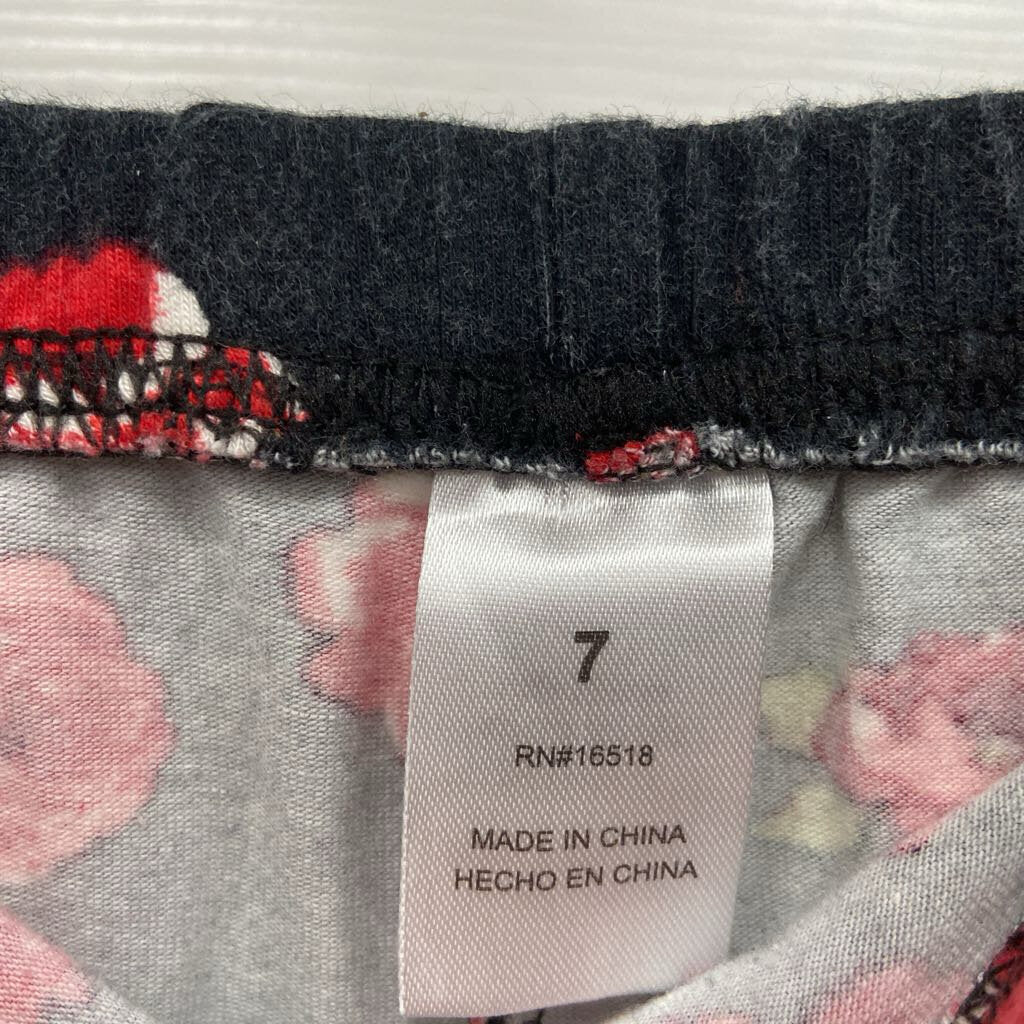 7
RN#16518
MADE IN CHINA
HECHO EN CHINA